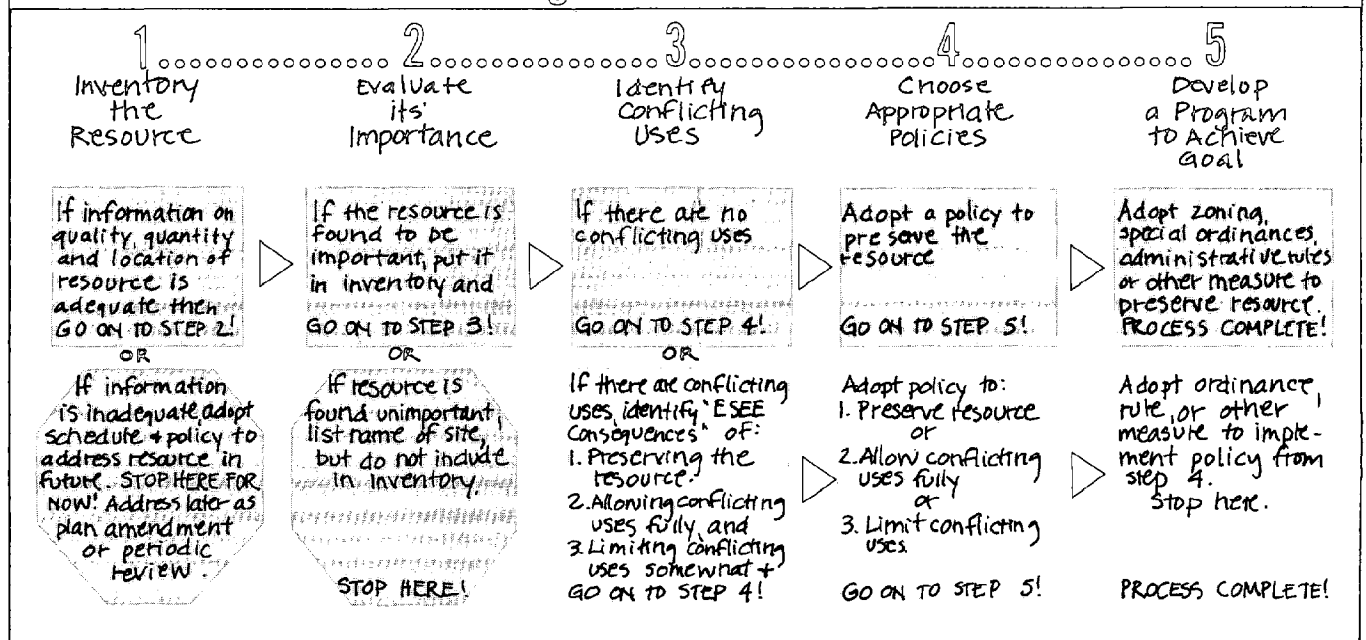 1 2 3 4 5
Inventory
the
Resource
Evaluate
its'
Importance
Identify
Conflicting
Uses
Choose
Appropriate
Policies
Develop
a Program
to Achieve
Goal
If information on
quality, quantity
and location of
resource is
adequate then
GO ON TO STEP 2!
OR
If information
is inadequate adopt
schedule + policy to
address resource in
future. STOP HERE FOR
NOW! Address later as
plan amendment
or periodic
review.
If the resource is
found to be
important, put it
in inventory and
GO ON TO STEP 3!
OR
If resource is
found unimportant,
list name of site,
but do not include
in inventory.
STOP HERE!
If there are no
conflicting uses
GO ON TO STEP 4!
OR
If there are conflicting
uses, identify "ESEE
Consequences" of:
1. Preserving the
resource.
2. Allowing conflicting
uses fully, and
3. Limiting conflicting
uses somewhat +
GO ON TO STEP 4!
Adopt a policy to
preserve the
resource
GO ON TO STEP 5!
Adopt policy to:
1. Preserve resource
or
2. Allow conflicting
uses fully
or
3. Limit conflicting
uses.
GO ON TO STEP 5!
Adopt zoning,
special ordinances,
administrative rules
or other measure to
preserve resource.
PROCESS COMPLETE!
Adopt ordinance,
rule, or other
measure to imple-
ment policy from
step 4.
Stop here.
PROCESS COMPLETE!